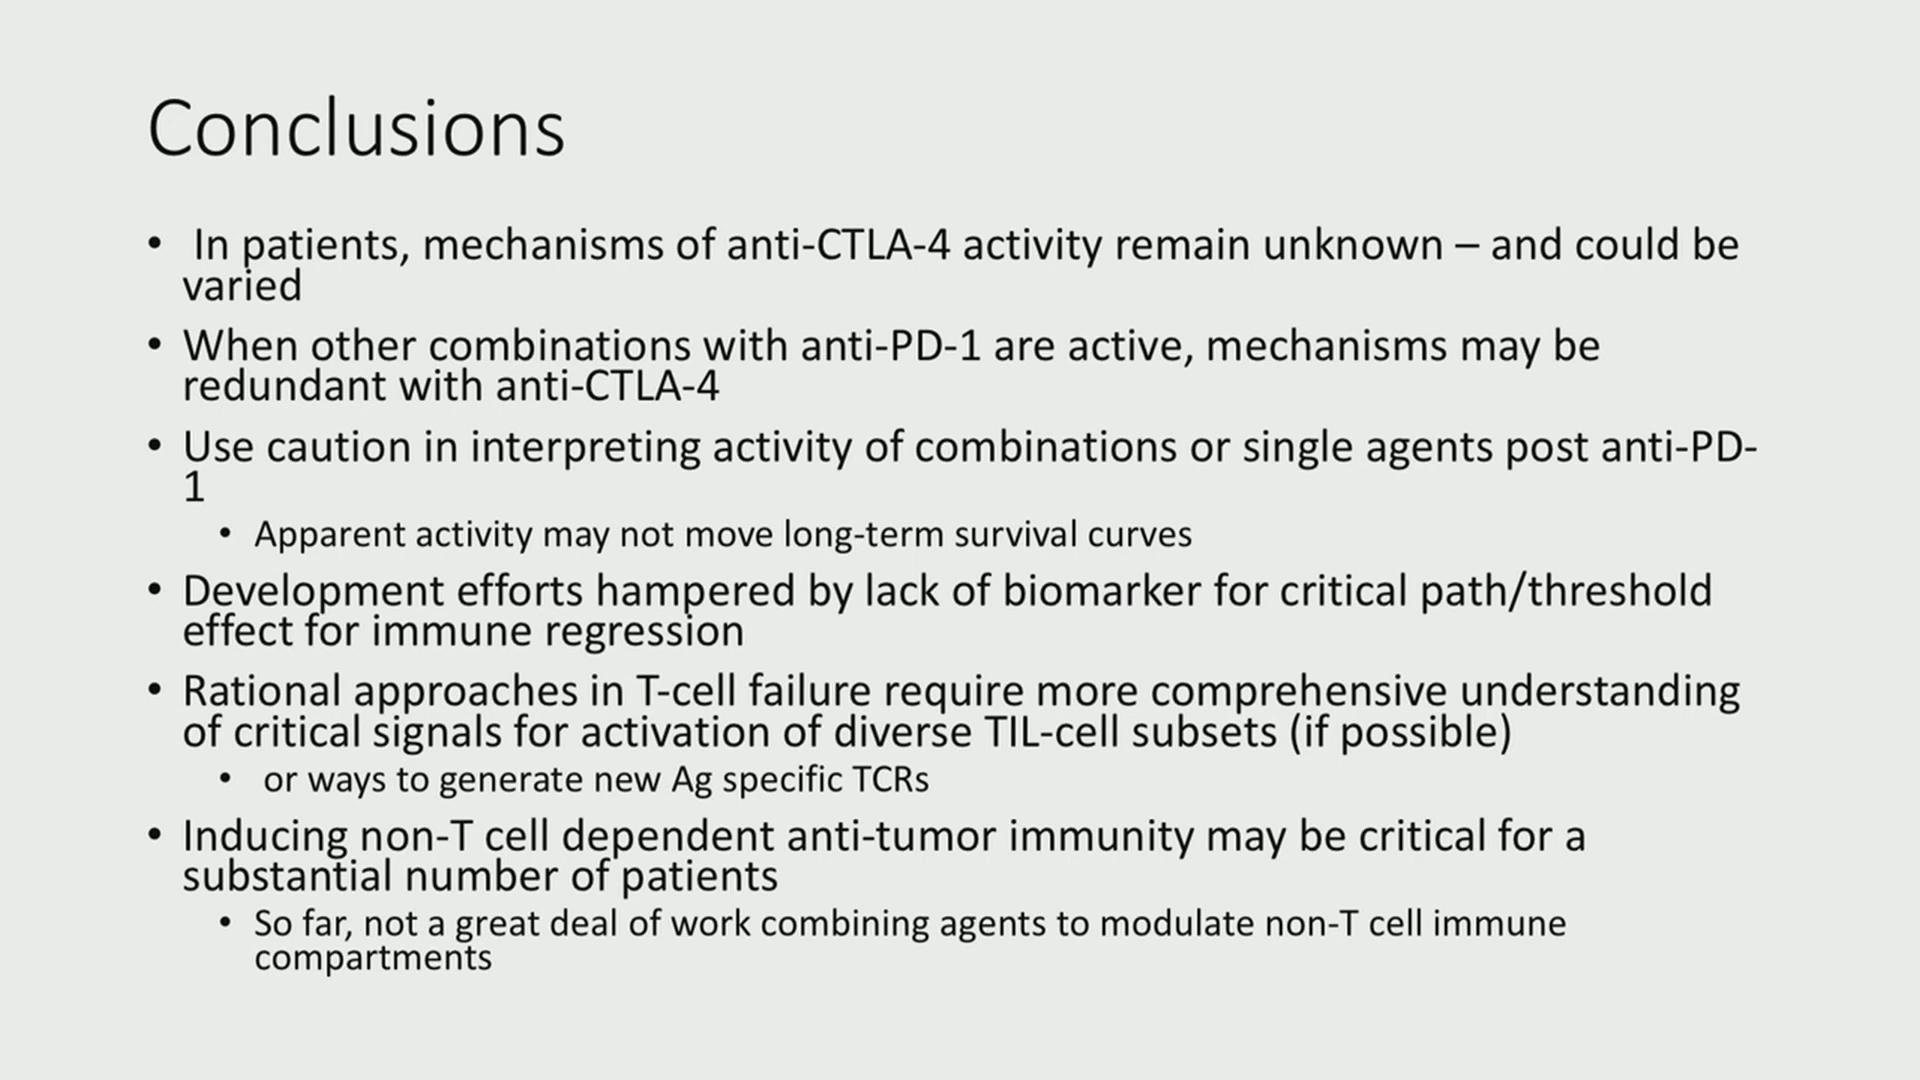 Conclusions
• In patients, mechanisms of anti-CTLA-4 activity remain unknown – and could be
varied
• When other combinations with anti-PD-1 are active, mechanisms may be
redundant with anti-CTLA-4
• Use caution in interpreting activity of combinations or single agents post anti-PD-
1
• Apparent activity may not move long-term survival curves
• Development efforts hampered by lack of biomarker for critical path/threshold
effect for immune regression
• Rational approaches in T-cell failure require more comprehensive understanding
of critical signals for activation of diverse TIL-cell subsets (if possible)
• or ways to generate new Ag specific TCRs
• Inducing non-T cell dependent anti-tumor immunity may be critical for a
substantial number of patients
• So far, not a great deal of work combining agents to modulate non-T cell immune
compartments